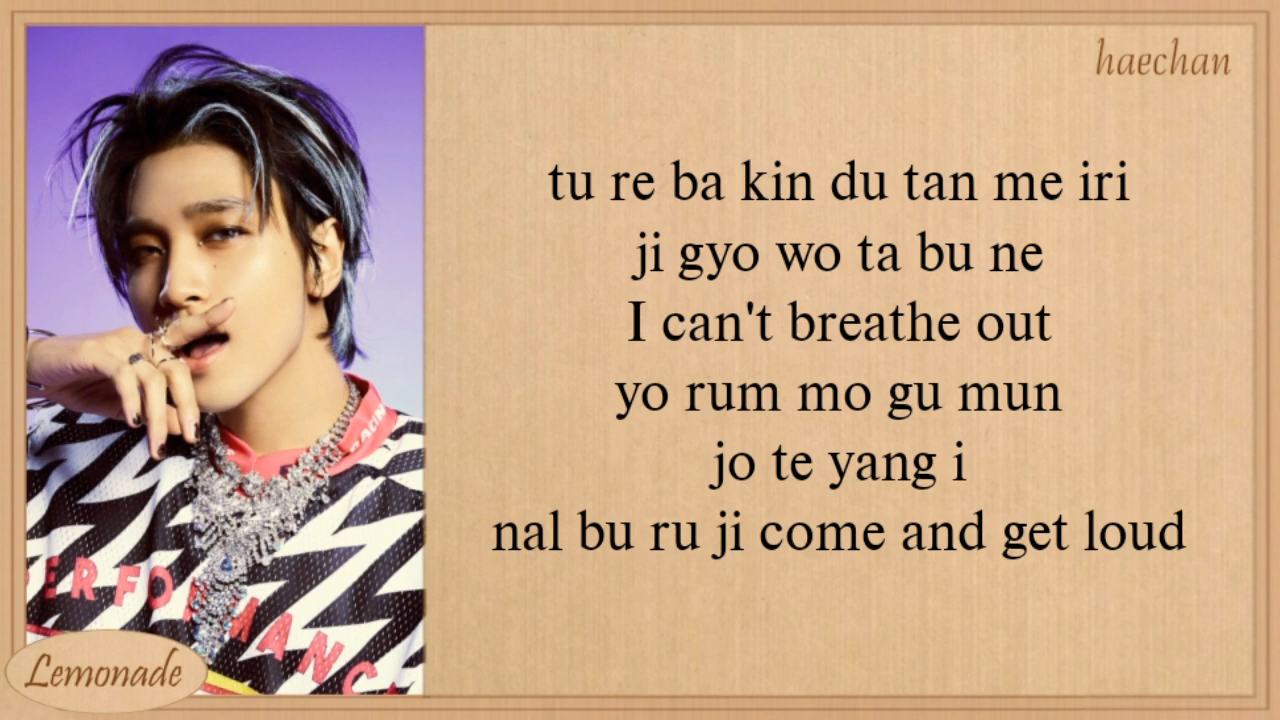 haechan
tu re ba kin du tan me iri
ji gyo wo ta bu ne
I can't breathe out
yo rum mo gu mun
jo te yang i
nal bu ru ji come and get loud
PERFORMANC
Lemonade